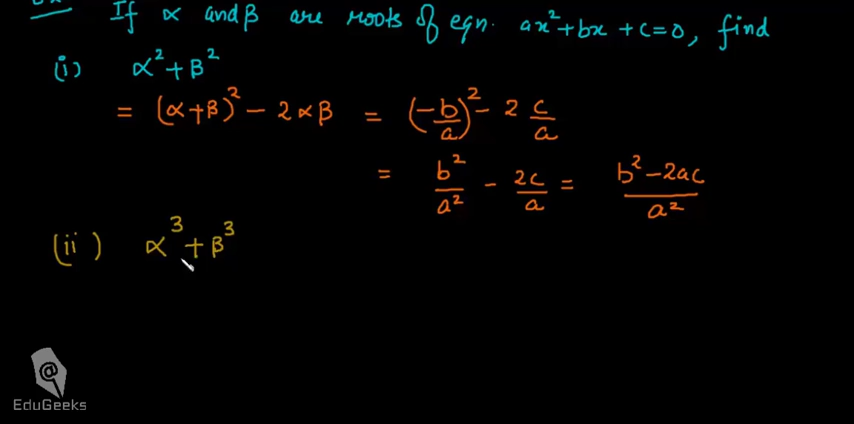 Ex. If α and β are roots of eqn. ax²+bx+c=0, find
(i) α²+β²
= (α+β)² - 2αβ = (-b/a)² - 2 c/a
= b²/a² - 2c/a = b²-2ac/a²
(ii) α³+β³
EduGeeks